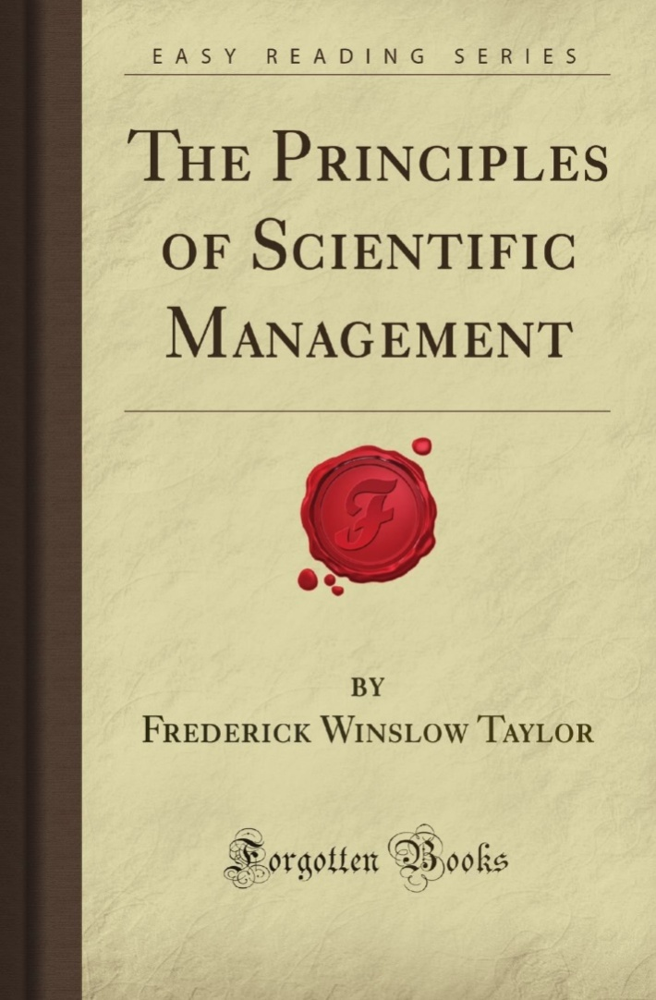 EASY READING SERIES
THE PRINCIPLES
OF SCIENTIFIC
MANAGEMENT
F
BY
FREDERICK WINSLOW TAYLOR
Forgotten Books